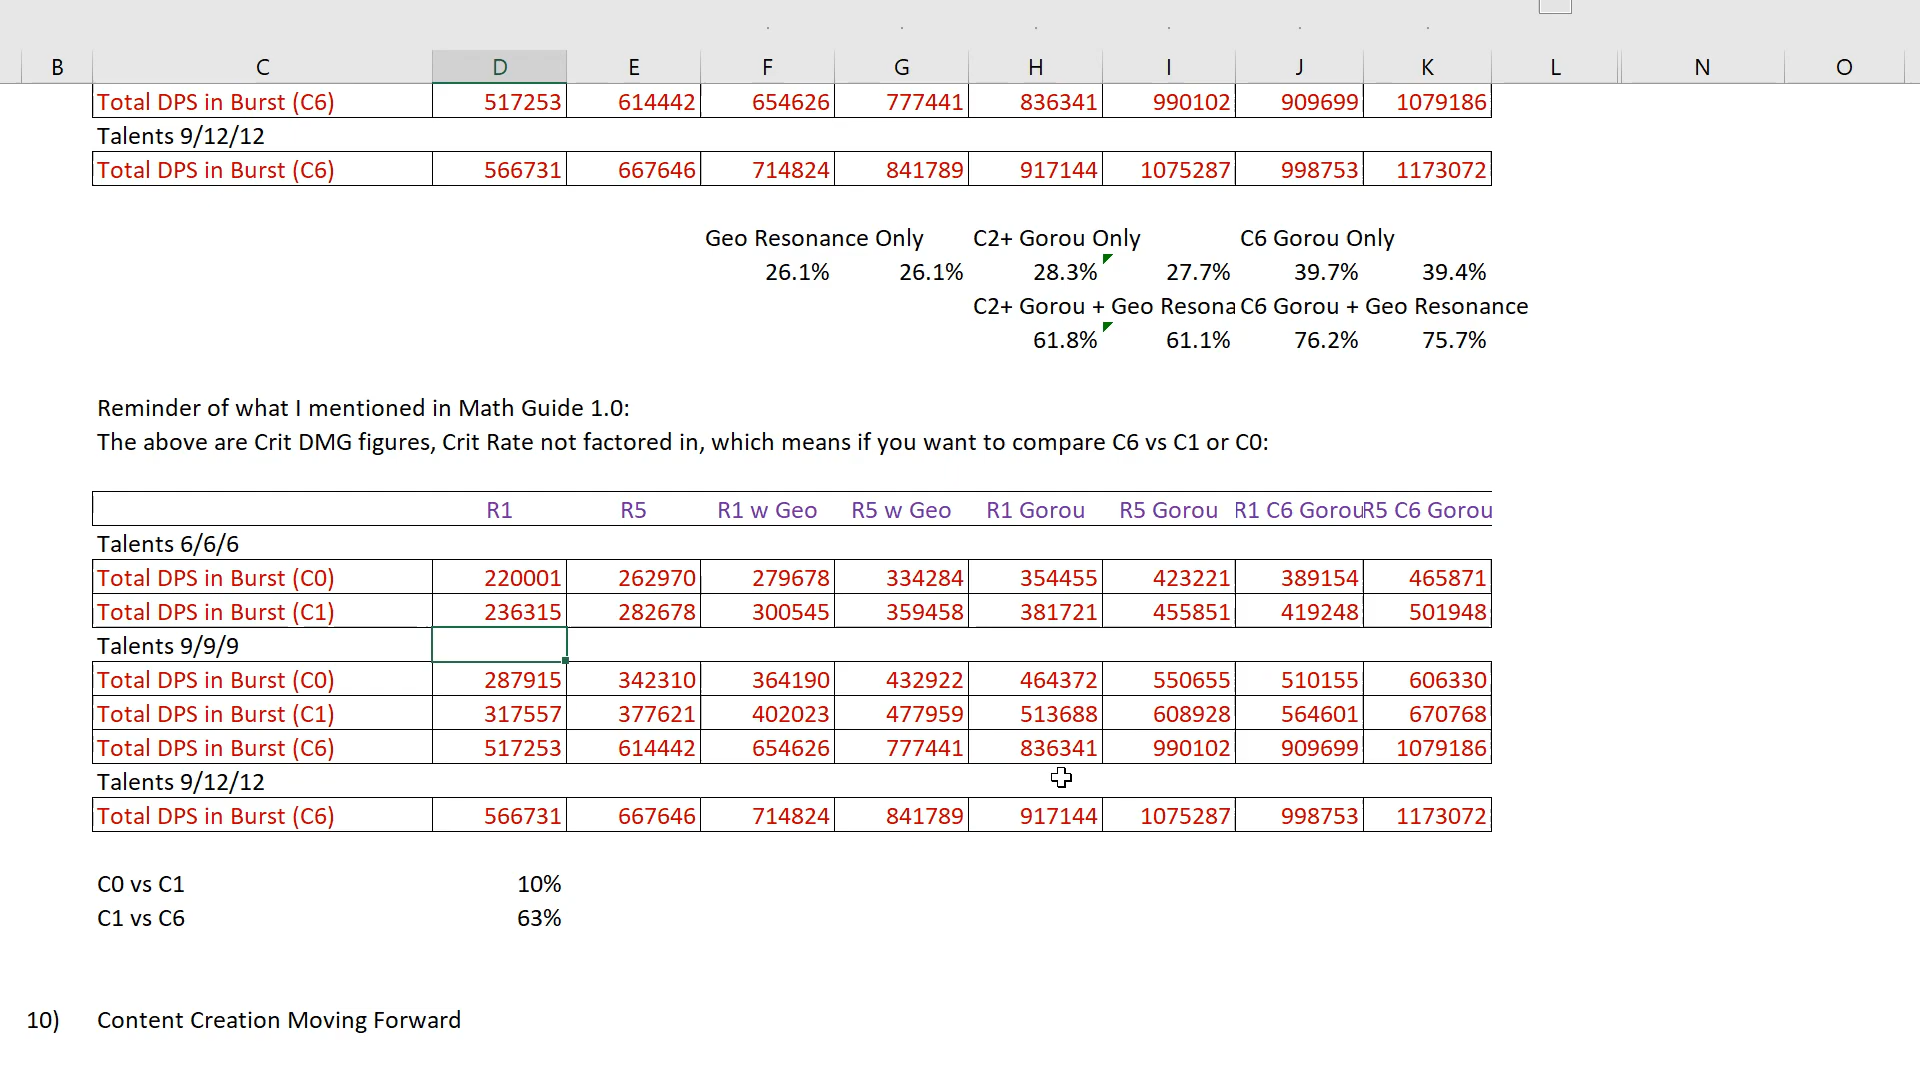 B C D E F G H I J K L N O
Total DPS in Burst (C6) 517253 614442 654626 777441 836341 990102 909699 1079186
Talents 9/12/12
Total DPS in Burst (C6) 566731 667646 714824 841789 917144 1075287 998753 1173072
Geo Resonance Only C2+ Gorou Only C6 Gorou Only
26.1% 26.1% 28.3% 27.7% 39.7% 39.4%
C2+ Gorou + Geo Resona C6 Gorou + Geo Resonance
61.8% 61.1% 76.2% 75.7%
Reminder of what I mentioned in Math Guide 1.0:
The above are Crit DMG figures, Crit Rate not factored in, which means if you want to compare C6 vs C1 or C0:
R1 R5 R1 w Geo R5 w Geo R1 Gorou R5 Gorou R1 C6 Gorou R5 C6 Gorou
Talents 6/6/6
Total DPS in Burst (C0) 220001 262970 279678 334284 354455 423221 389154 465871
Total DPS in Burst (C1) 236315 282678 300545 359458 381721 455851 419248 501948
Talents 9/9/9
Total DPS in Burst (C0) 287915 342310 364190 432922 464372 550655 510155 606330
Total DPS in Burst (C1) 317557 377621 402023 477959 513688 608928 564601 670768
Total DPS in Burst (C6) 517253 614442 654626 777441 836341 990102 909699 1079186
Talents 9/12/12
Total DPS in Burst (C6) 566731 667646 714824 841789 917144 1075287 998753 1173072
C0 vs C1 10%
C1 vs C6 63%
10) Content Creation Moving Forward